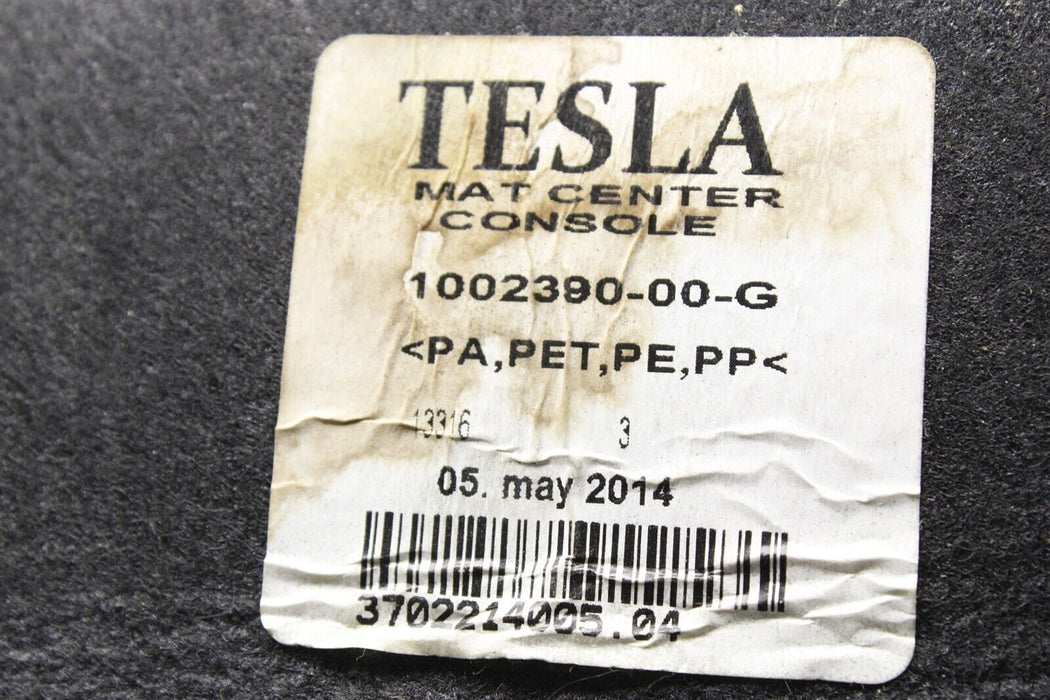 TESLA
MAT CENTER
CONSOLE
1002390-00-G
<PA,PET,PE,PP<
13316 3
05. may 2014
3702214005.04